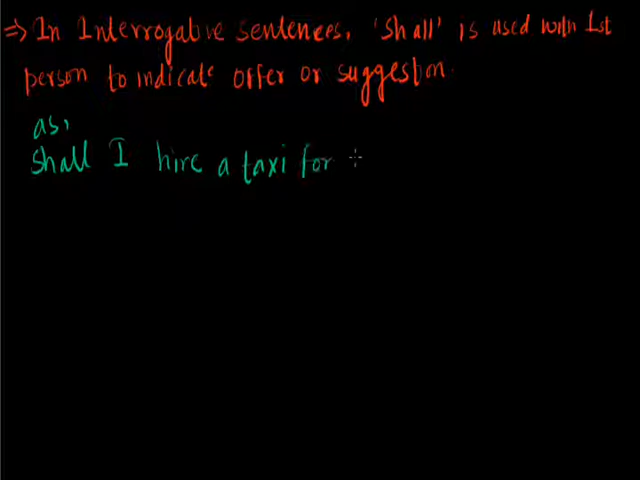 ⇒ In Interrogative sentences, 'shall' is used with 1st
person to indicate offer or suggestion.
as,
Shall I hire a taxi for